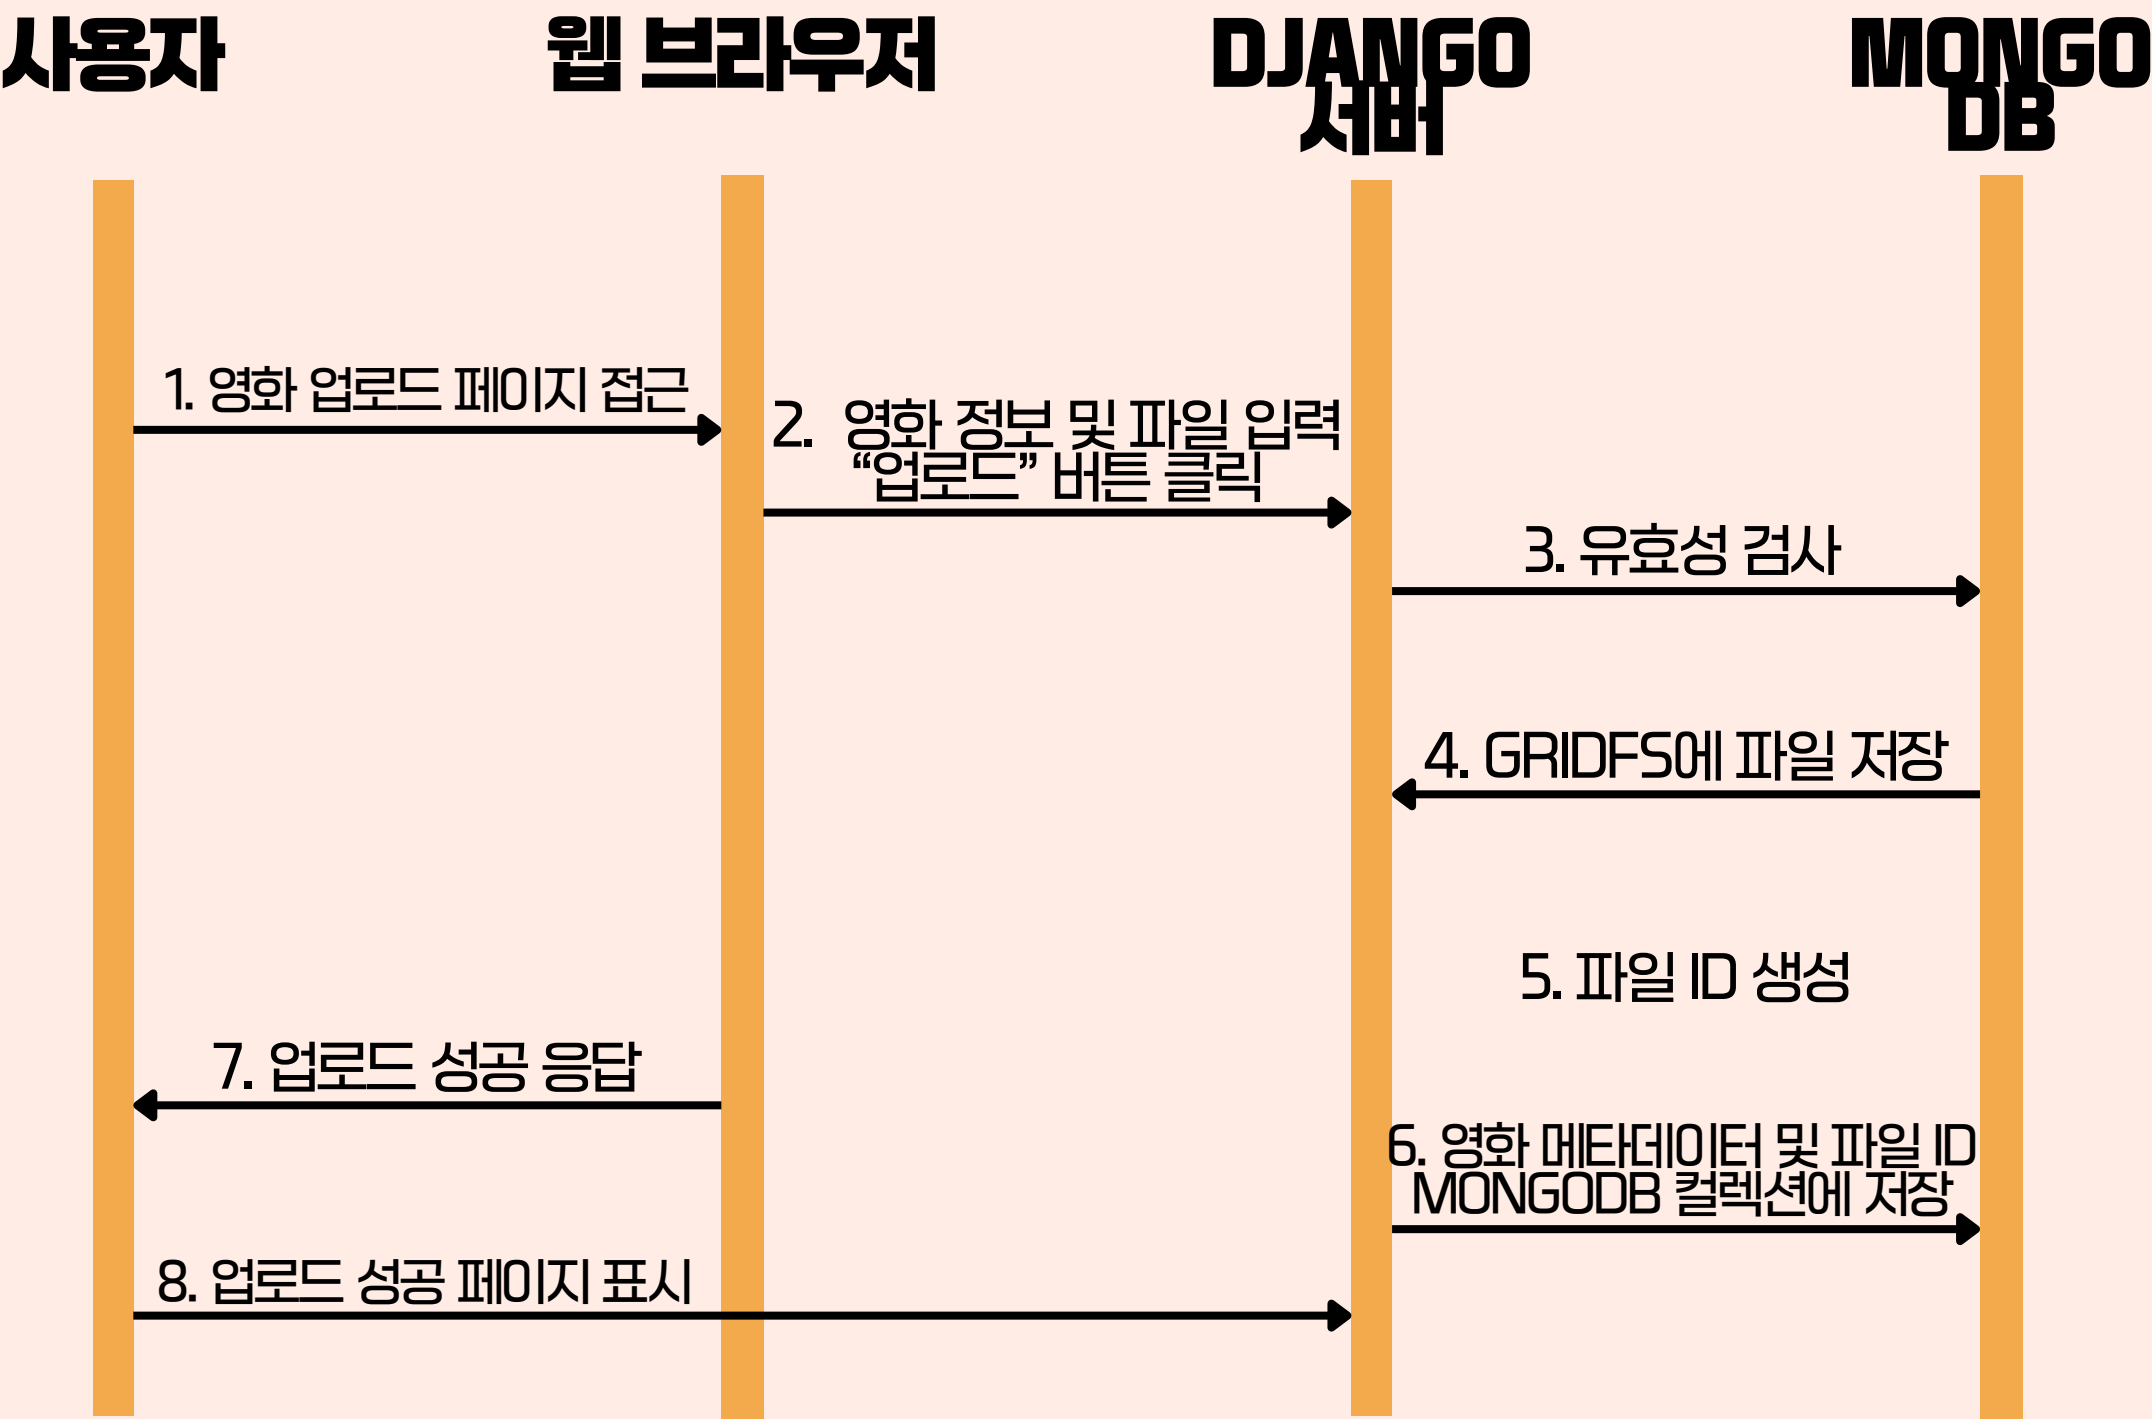 사용자
웹 브라우저
DJANGO
서버
MONGO
DB
1. 영화 업로드 페이지 접근
2. 영화 정보 및 파일 입력
“업로드” 버튼 클릭
3. 유효성 검사
4. GRIDFS에 파일 저장
5. 파일 ID 생성
7. 업로드 성공 응답
6. 영화 메타데이터 및 파일 ID
MONGODB 컬렉션에 저장
8. 업로드 성공 페이지 표시